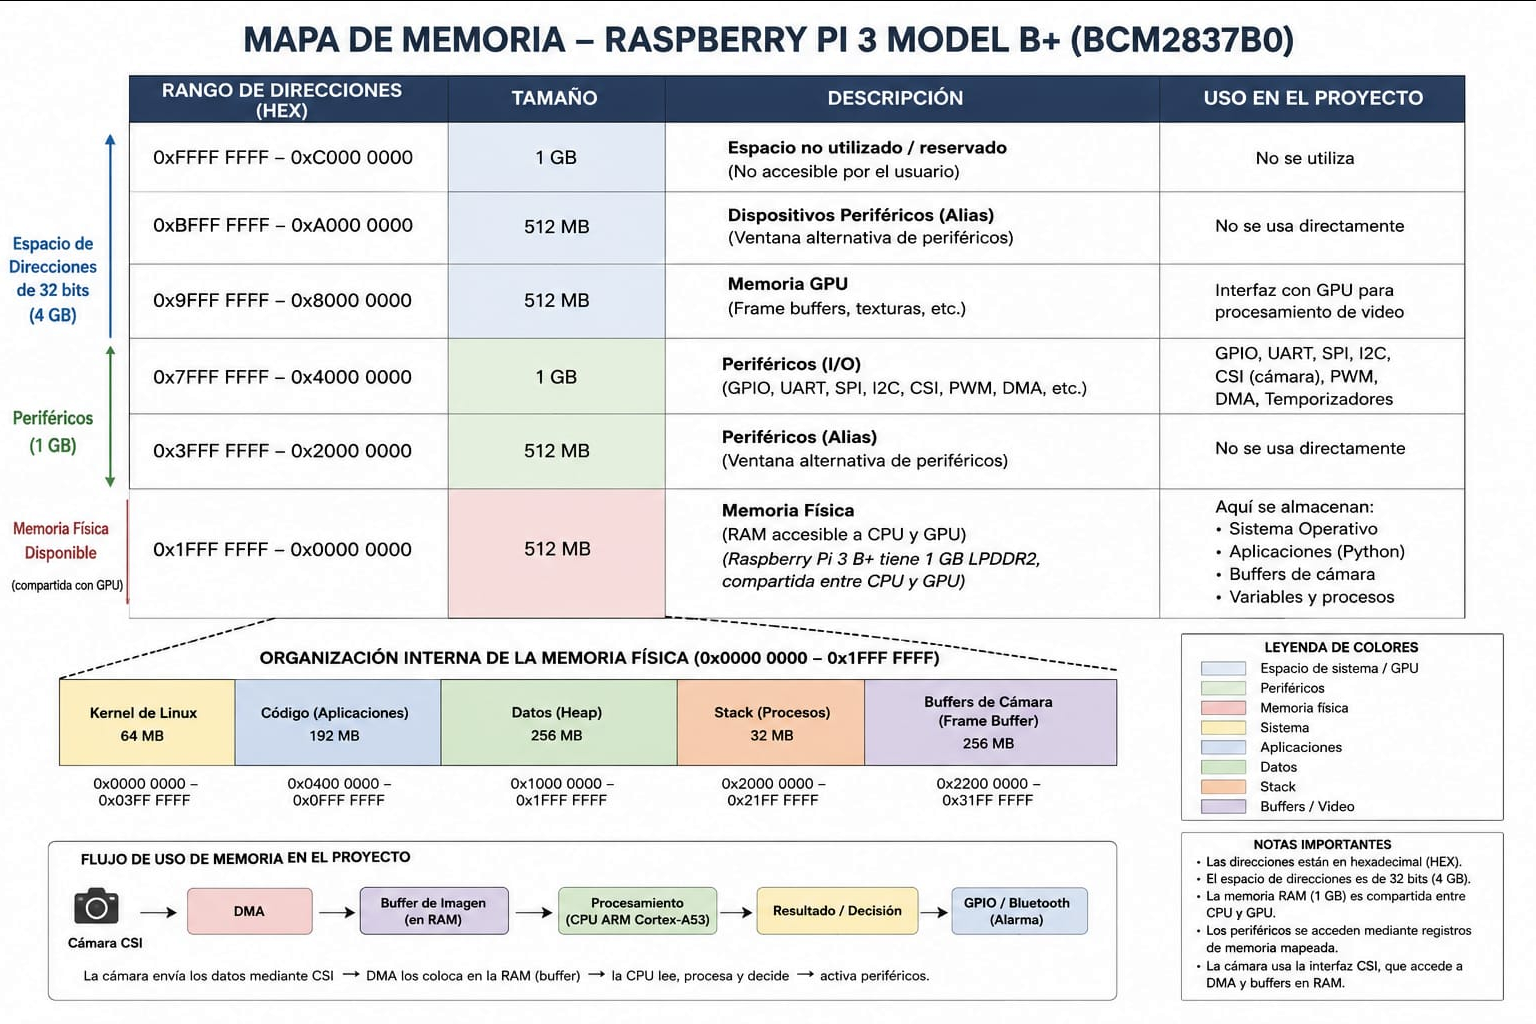 MAPA DE MEMORIA – RASPBERRY PI 3 MODEL B+ (BCM2837B0)
RANGO DE DIRECCIONES
(HEX)
TAMAÑO
DESCRIPCIÓN
USO EN EL PROYECTO
0xFFFF FFFF – 0xC000 0000
1 GB
Espacio no utilizado / reservado
(No accesible por el usuario)
No se utiliza
0xBFFF FFFF – 0xA000 0000
512 MB
Dispositivos Periféricos (Alias)
(Ventana alternativa de periféricos)
No se usa directamente
Espacio de
Direcciones
de 32 bits
(4 GB)
0x9FFF FFFF – 0x8000 0000
512 MB
Memoria GPU
(Frame buffers, texturas, etc.)
Interfaz con GPU para
procesamiento de video
0x7FFF FFFF – 0x4000 0000
1 GB
Periféricos (I/O)
(GPIO, UART, SPI, I2C, CSI, PWM, DMA, etc.)
GPIO, UART, SPI, I2C,
CSI (cámara), PWM,
DMA, Temporizadores
Periféricos
(1 GB)
0x3FFF FFFF – 0x2000 0000
512 MB
Periféricos (Alias)
(Ventana alternativa de periféricos)
No se usa directamente
Memoria Física
Disponible
(compartida con GPU)
0x1FFF FFFF – 0x0000 0000
512 MB
Memoria Física
(RAM accesible a CPU y GPU)
(Raspberry Pi 3 B+ tiene 1 GB LPDDR2,
compartida entre CPU y GPU)
Aquí se almacenan:
• Sistema Operativo
• Aplicaciones (Python)
• Buffers de cámara
• Variables y procesos
ORGANIZACIÓN INTERNA DE LA MEMORIA FÍSICA (0x0000 0000 – 0x1FFF FFFF)
Kernel de Linux
64 MB
Código (Aplicaciones)
192 MB
Datos (Heap)
256 MB
Stack (Procesos)
32 MB
Buffers de Cámara
(Frame Buffer)
256 MB
0x0000 0000 –
0x03FF FFFF
0x0400 0000 –
0x0FFF FFFF
0x1000 0000 –
0x1FFF FFFF
0x2000 0000 –
0x21FF FFFF
0x2200 0000 –
0x31FF FFFF
LEYENDA DE COLORES
Espacio de sistema / GPU
Periféricos
Memoria física
Sistema
Aplicaciones
Datos
Stack
Buffers / Video
FLUJO DE USO DE MEMORIA EN EL PROYECTO
Cámara CSI
DMA
Buffer de Imagen
(en RAM)
Procesamiento
(CPU ARM Cortex-A53)
Resultado / Decisión
GPIO / Bluetooth
(Alarma)
La cámara envía los datos mediante CSI → DMA los coloca en la RAM (buffer) → la CPU lee, procesa y decide → activa periféricos.
NOTAS IMPORTANTES
• Las direcciones están en hexadecimal (HEX).
• El espacio de direcciones es de 32 bits (4 GB).
• La memoria RAM (1 GB) es compartida entre
CPU y GPU.
• Los periféricos se acceden mediante registros
de memoria mapeada.
• La cámara usa la interfaz CSI, que accede a
DMA y buffers en RAM.